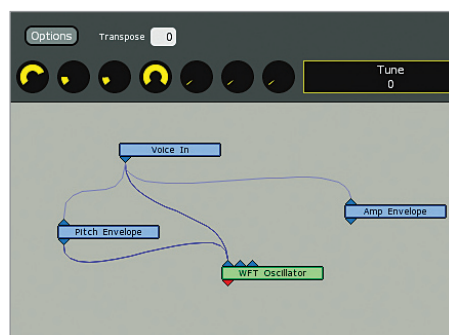 Options
Transpose 0
Tune
0
Voice In
Amp Envelope
Pitch Envelope
WFT Oscillator